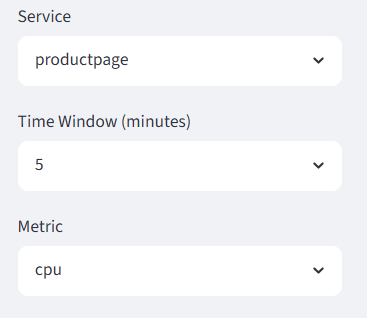 Service
productpage
Time Window (minutes)
5
Metric
cpu